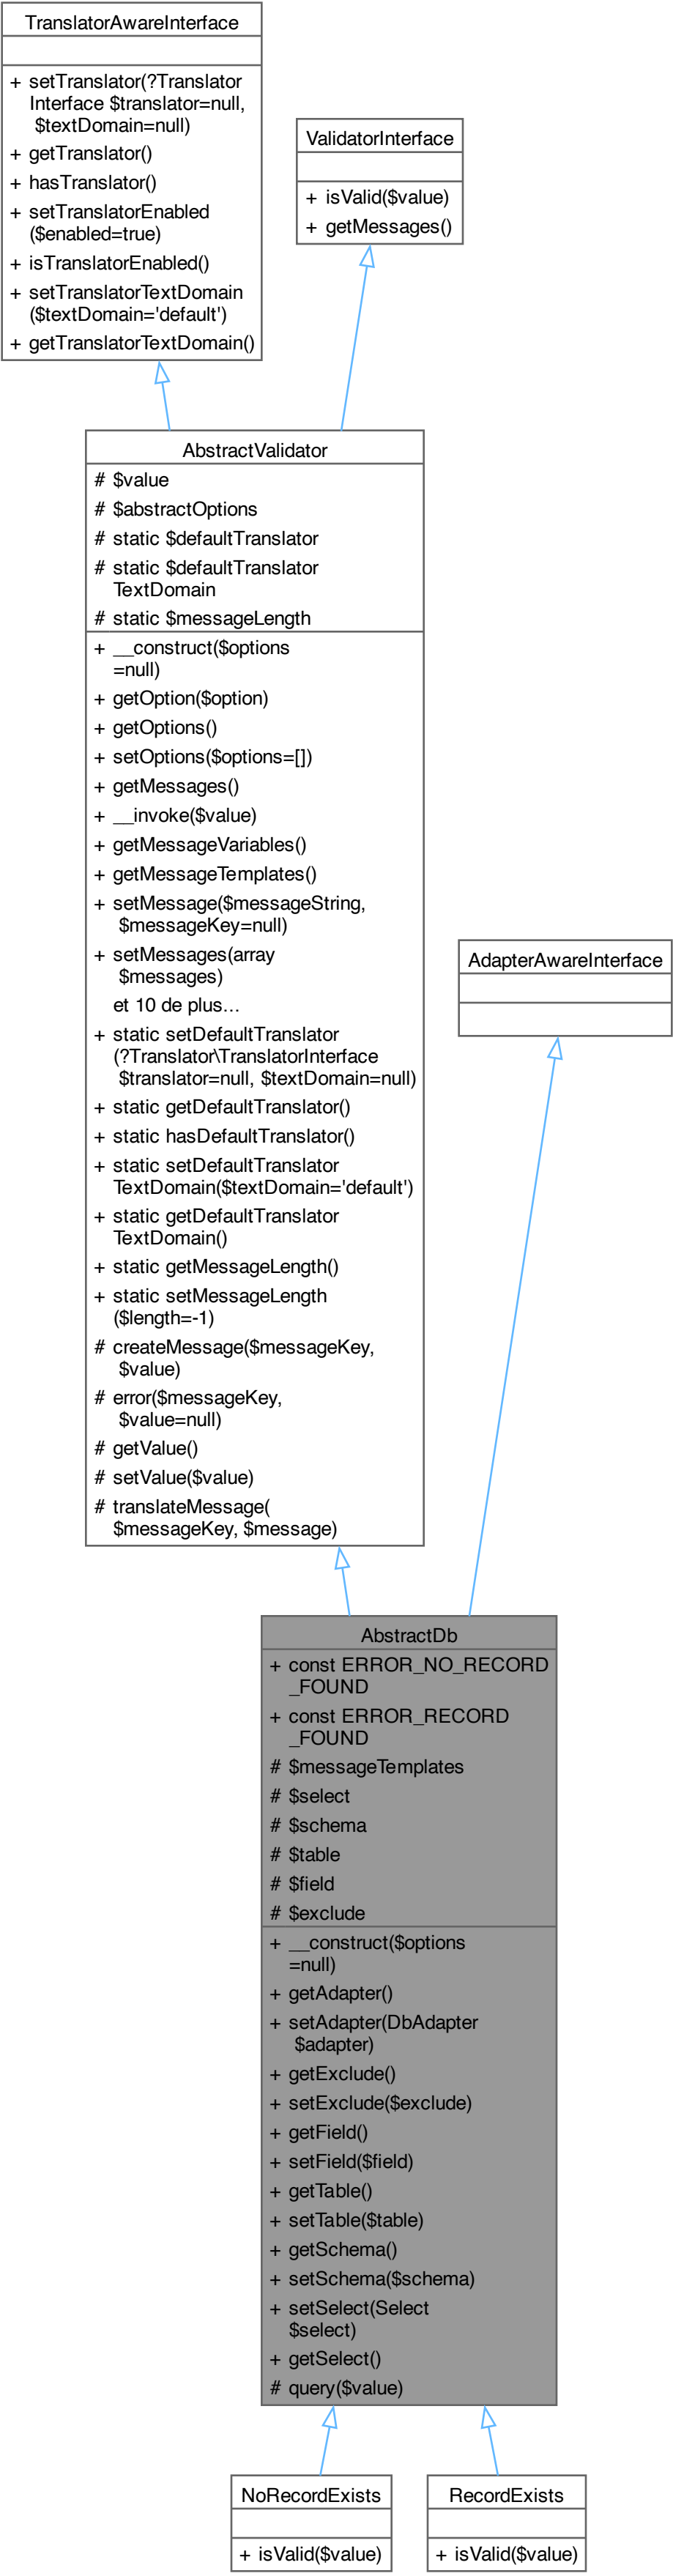 TranslatorAwareInterface
+ setTranslator(?Translator
Interface $translator=null,
$textDomain=null)
+ getTranslator()
+ hasTranslator()
+ setTranslatorEnabled
($enabled=true)
+ isTranslatorEnabled()
+ setTranslatorTextDomain
($textDomain='default')
+ getTranslatorTextDomain()
ValidatorInterface
+ isValid($value)
+ getMessages()
AbstractValidator
# $value
# $abstractOptions
# static $defaultTranslator
# static $defaultTranslator
TextDomain
# static $messageLength
+ __construct($options
=null)
+ getOption($option)
+ getOptions()
+ setOptions($options=[])
+ getMessages()
+ __invoke($value)
+ getMessageVariables()
+ getMessageTemplates()
+ setMessage($messageString,
$messageKey=null)
+ setMessages(array
$messages)
et 10 de plus...
+ static setDefaultTranslator
(?Translator\TranslatorInterface
$translator=null, $textDomain=null)
+ static getDefaultTranslator()
+ static hasDefaultTranslator()
+ static setDefaultTranslator
TextDomain($textDomain='default')
+ static getDefaultTranslator
TextDomain()
+ static getMessageLength()
+ static setMessageLength
($length=-1)
# createMessage($messageKey,
$value)
# error($messageKey,
$value=null)
# getValue()
# setValue($value)
# translateMessage(
$messageKey, $message)
AdapterAwareInterface
AbstractDb
+ const ERROR_NO_RECORD
_FOUND
+ const ERROR_RECORD
_FOUND
# $messageTemplates
# $select
# $schema
# $table
# $field
# $exclude
+ __construct($options
=null)
+ getAdapter()
+ setAdapter(DbAdapter
$adapter)
+ getExclude()
+ setExclude($exclude)
+ getField()
+ setField($field)
+ getTable()
+ setTable($table)
+ getSchema()
+ setSchema($schema)
+ setSelect(Select
$select)
+ getSelect()
# query($value)
NoRecordExists
+ isValid($value)
RecordExists
+ isValid($value)